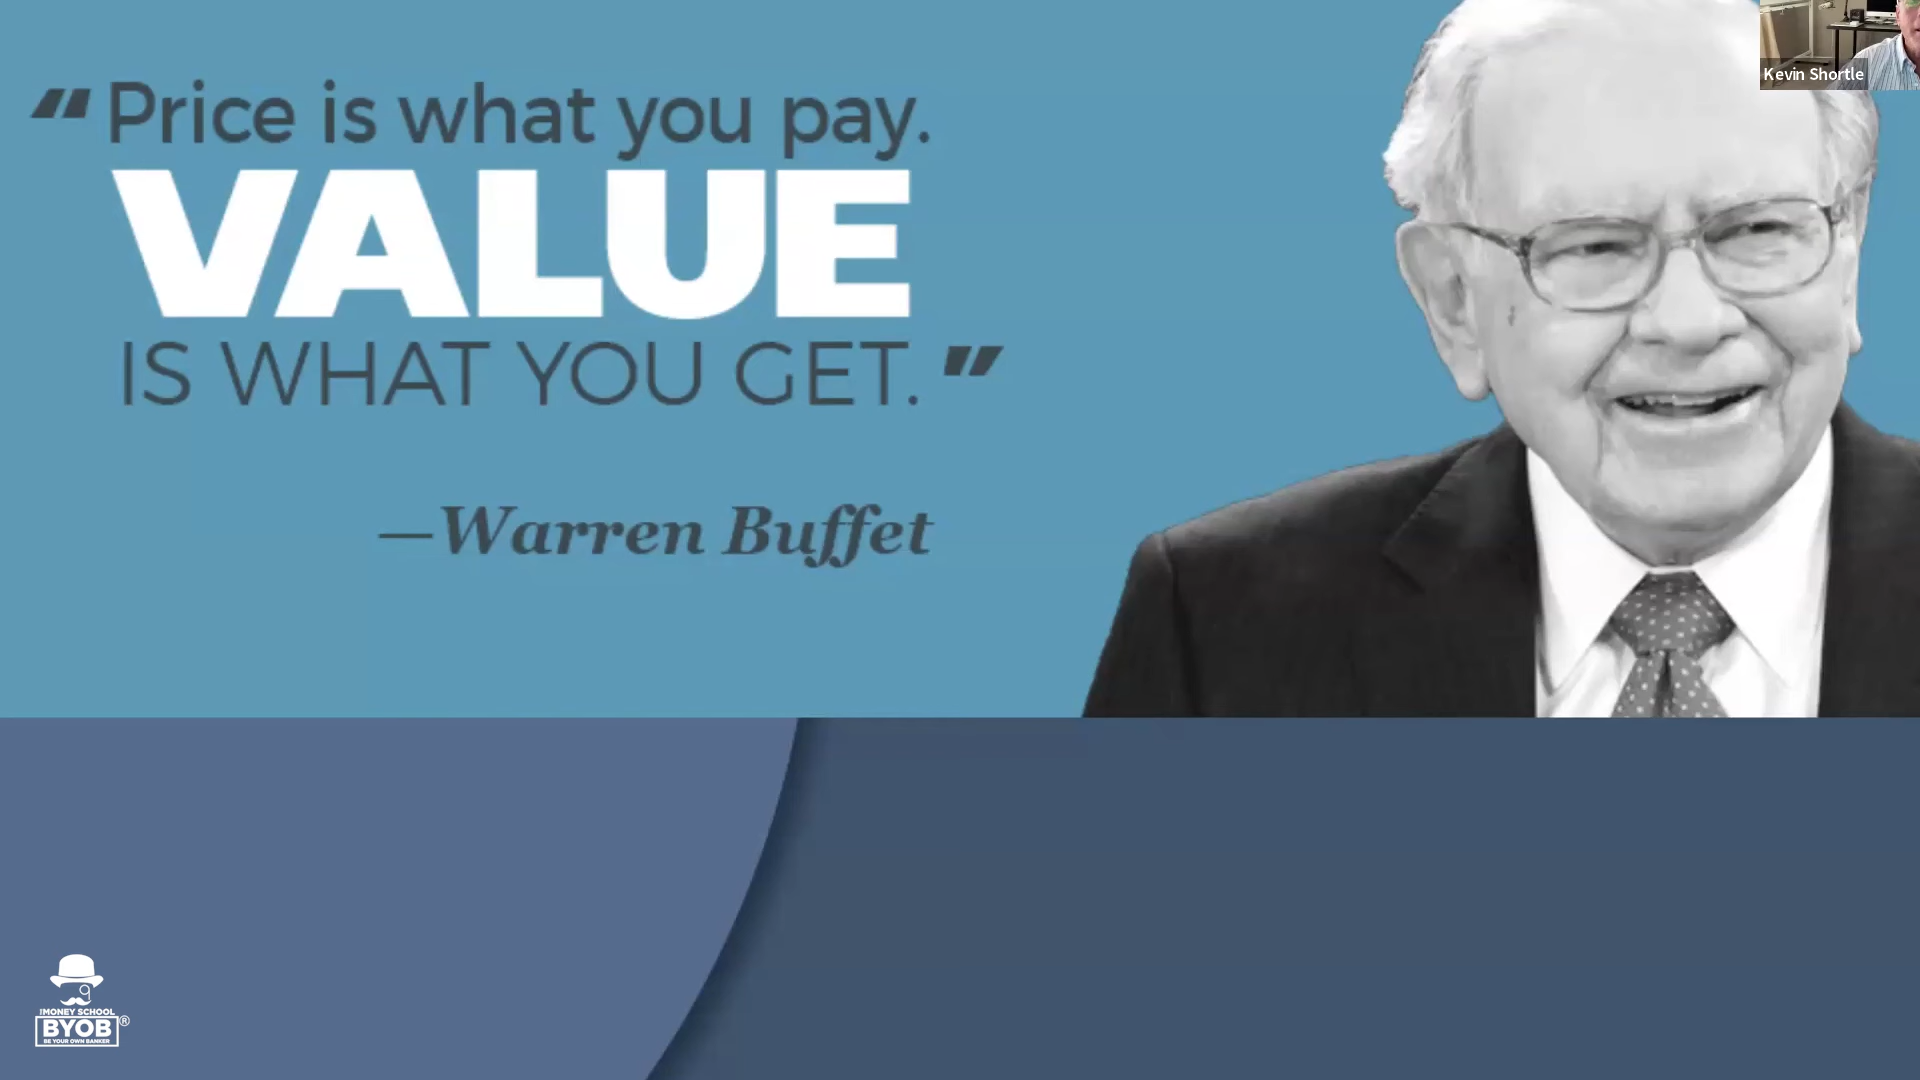 “Price is what you pay.
VALUE
IS WHAT YOU GET.”
—Warren Buffet
Kevin Shortle
THE MONEY SCHOOL
BYOB®
BE YOUR OWN BANKER